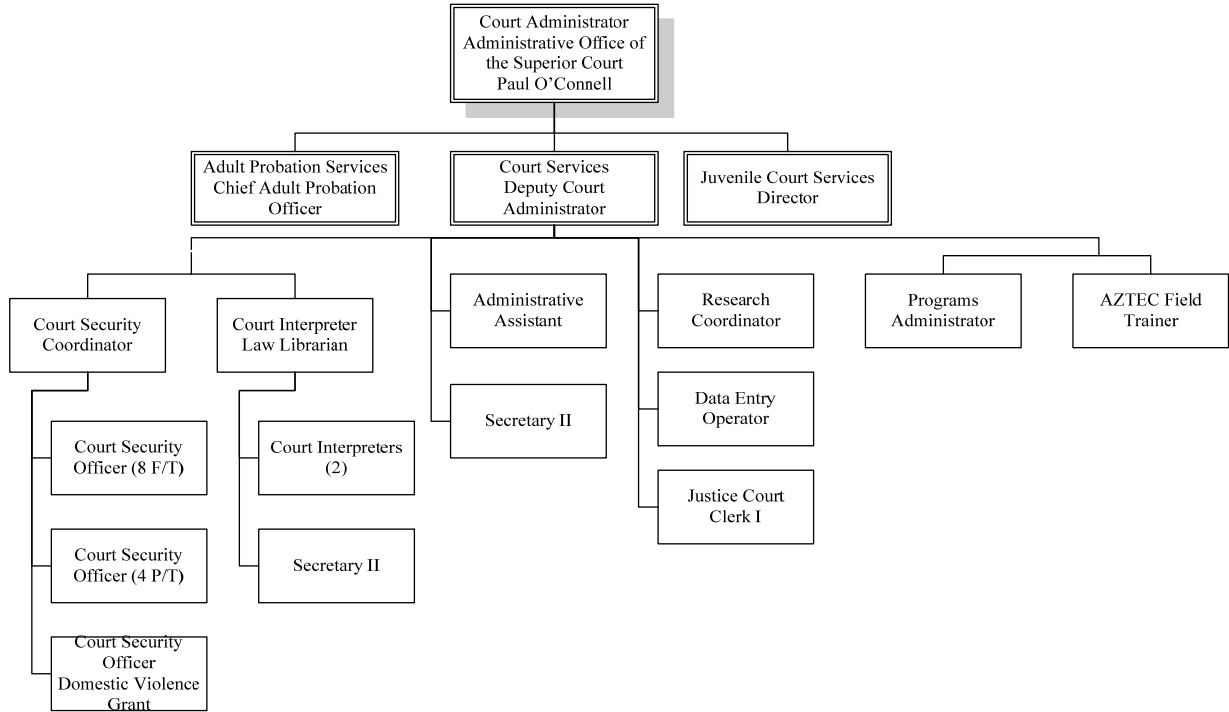 Court Administrator
Administrative Office of
the Superior Court
Paul O’Connell
Adult Probation Services
Chief Adult Probation
Officer
Court Services
Deputy Court
Administrator
Juvenile Court Services
Director
Court Security
Coordinator
Court Interpreter
Law Librarian
Administrative
Assistant
Research
Coordinator
Programs
Administrator
AZTEC Field
Trainer
Court Security
Officer (8 F/T)
Court Interpreters
(2)
Secretary II
Data Entry
Operator
Court Security
Officer (4 P/T)
Secretary II
Justice Court
Clerk I
Court Security
Officer
Domestic Violence
Grant